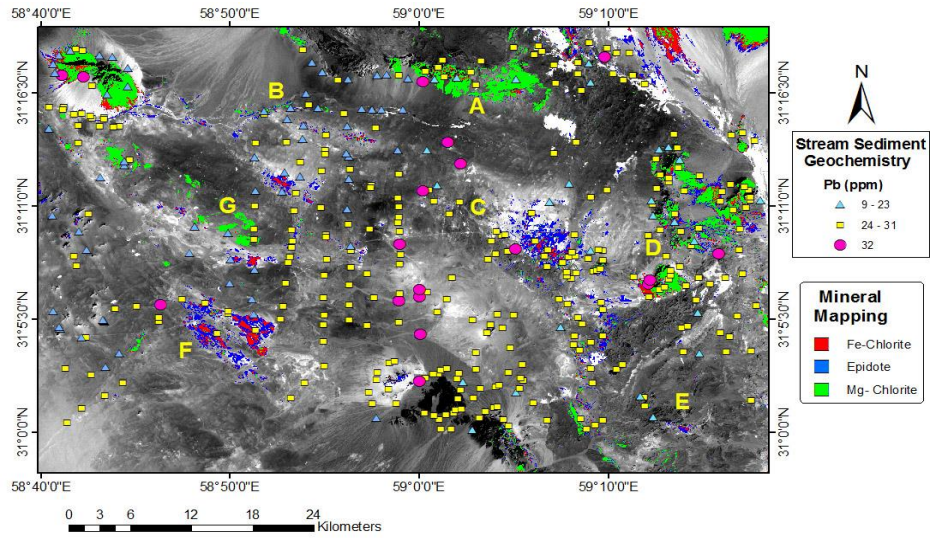 58°40'0"E 58°50'0"E 59°0'0"E 59°10'0"E
31°16'30"N 31°16'30"N
31°11'0"N 31°11'0"N
31°5'30"N 31°5'30"N
31°0'0"N 31°0'0"N
B
A
G
C
D
F
E
58°40'0"E 58°50'0"E 59°0'0"E 59°10'0"E
0 3 6 12 18 24
Kilometers
N
Stream Sediment
Geochemistry
Pb (ppm)
9 - 23
24 - 31
32
Mineral
Mapping
Fe-Chlorite
Epidote
Mg- Chlorite